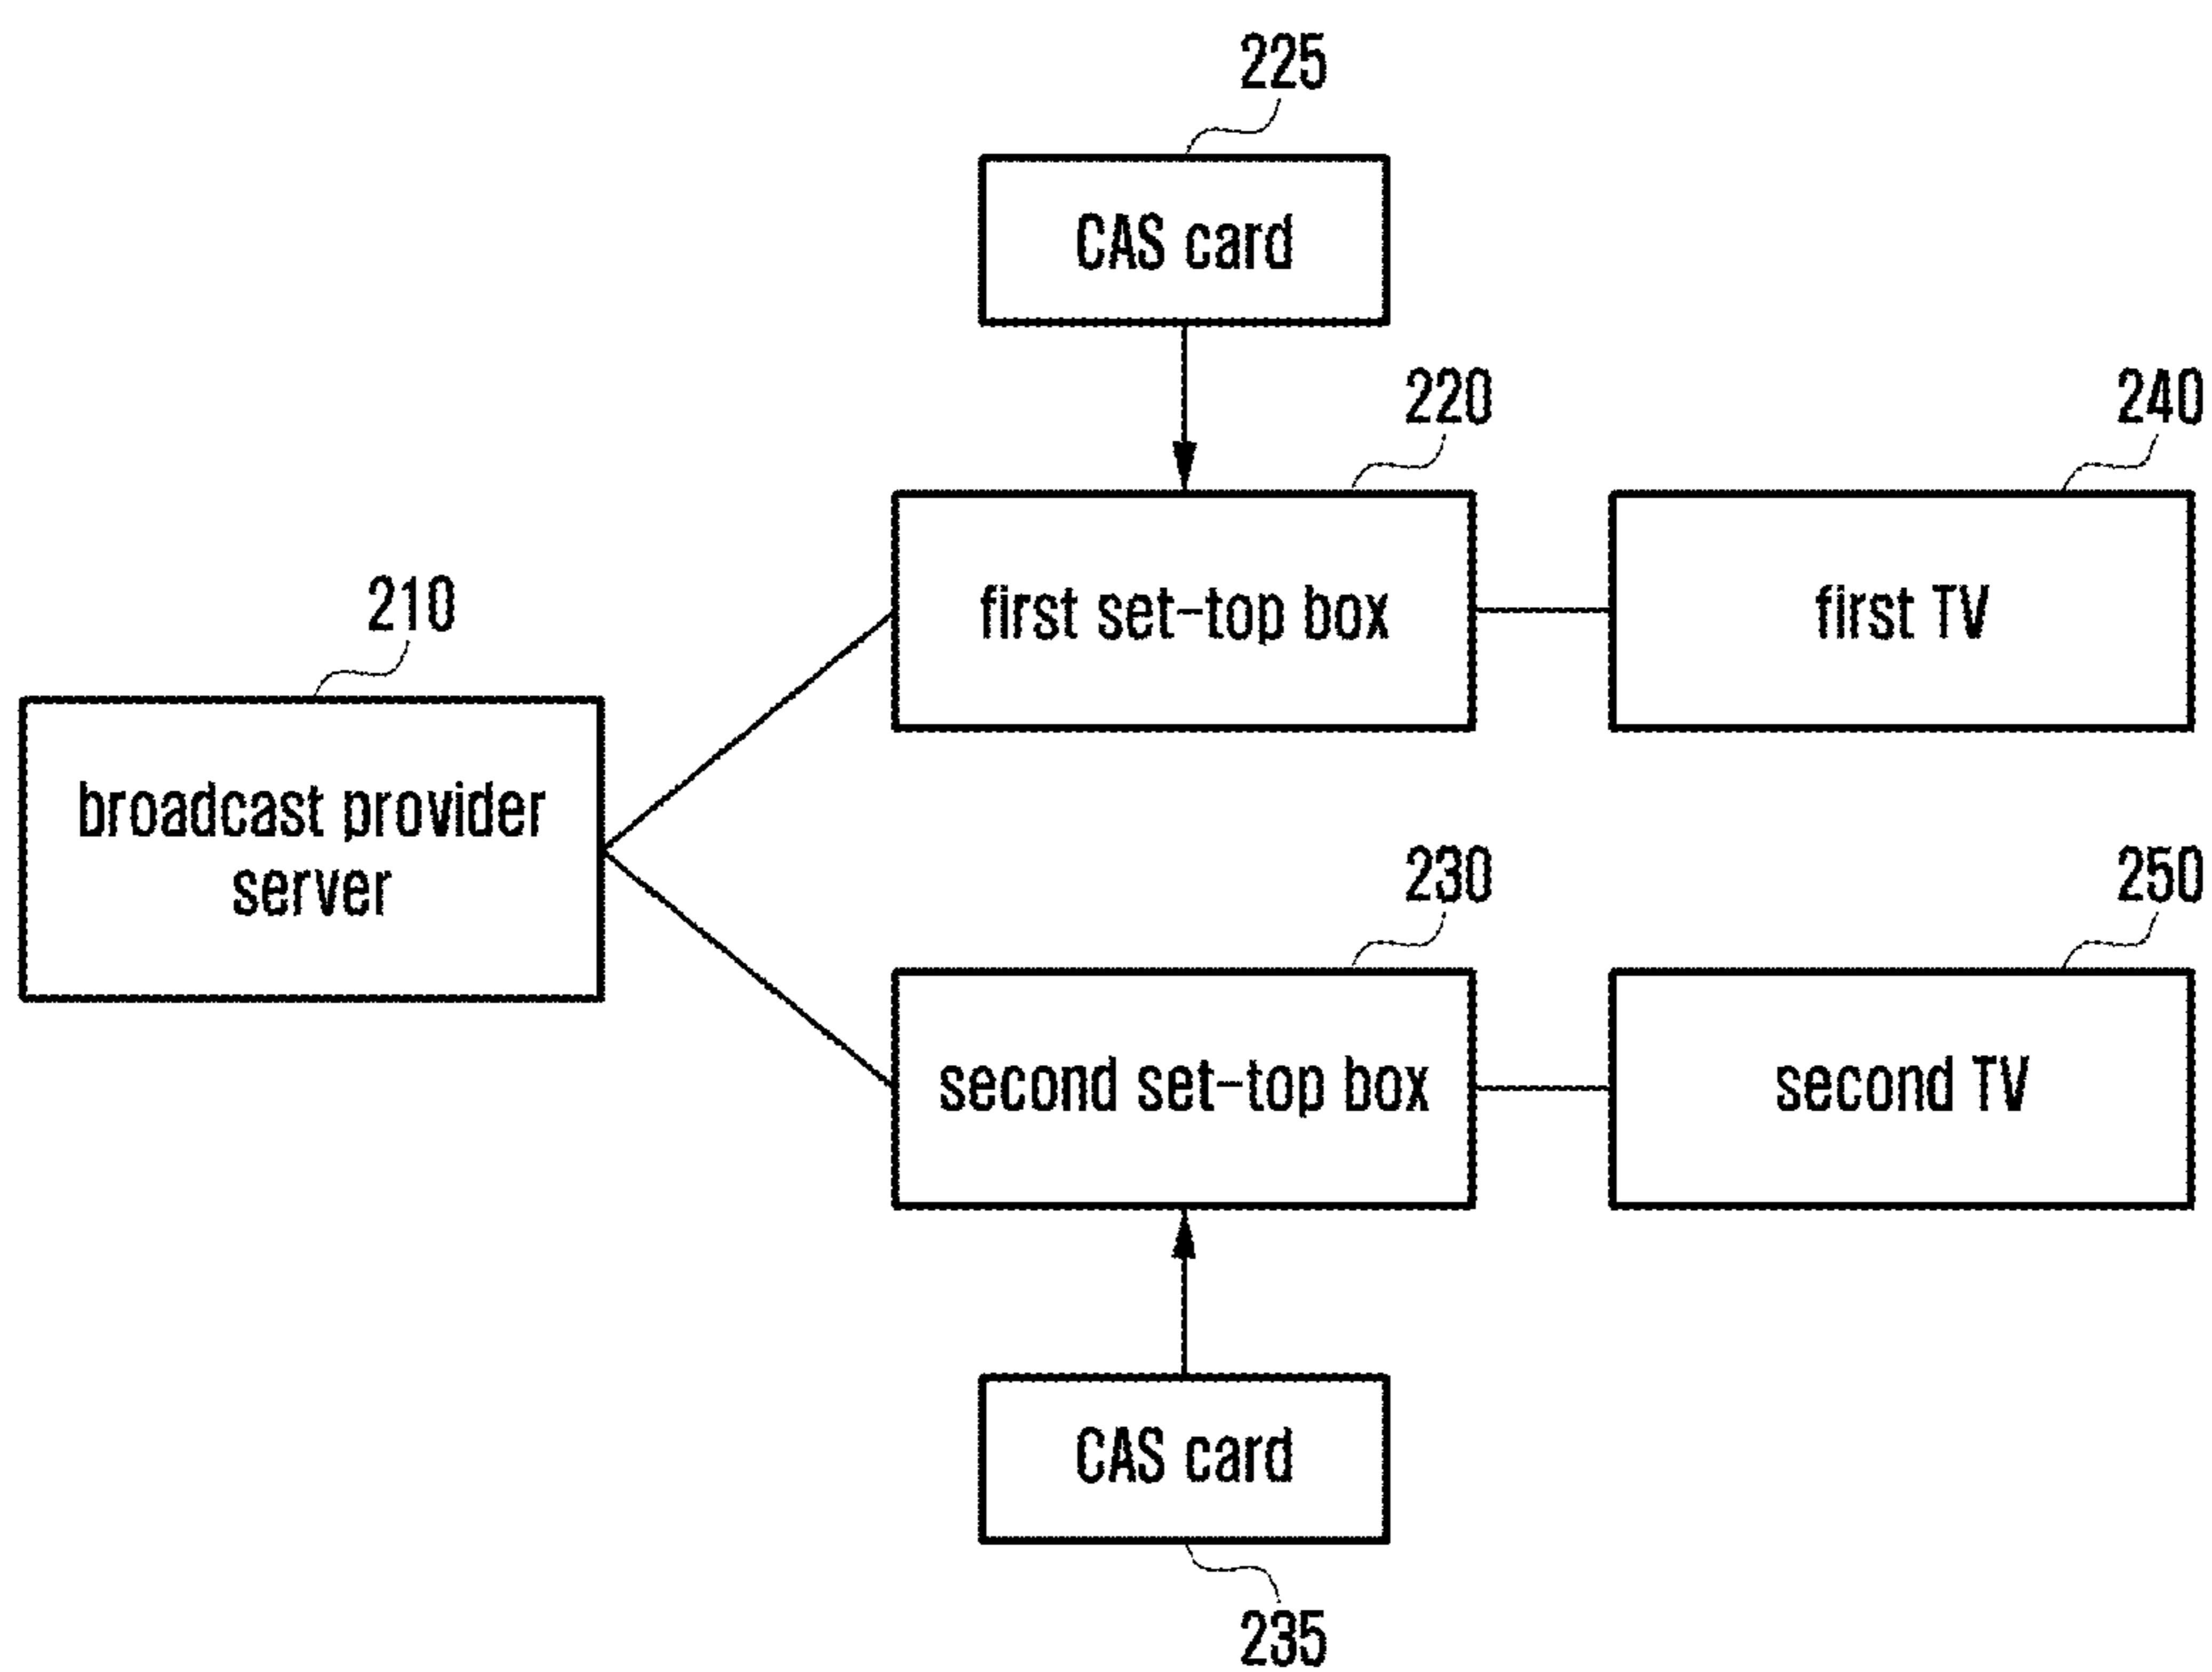 225
CAS card
220
240
first set-top box
first TV
210
broadcast provider
server
230
250
second set-top box
second TV
CAS card
235